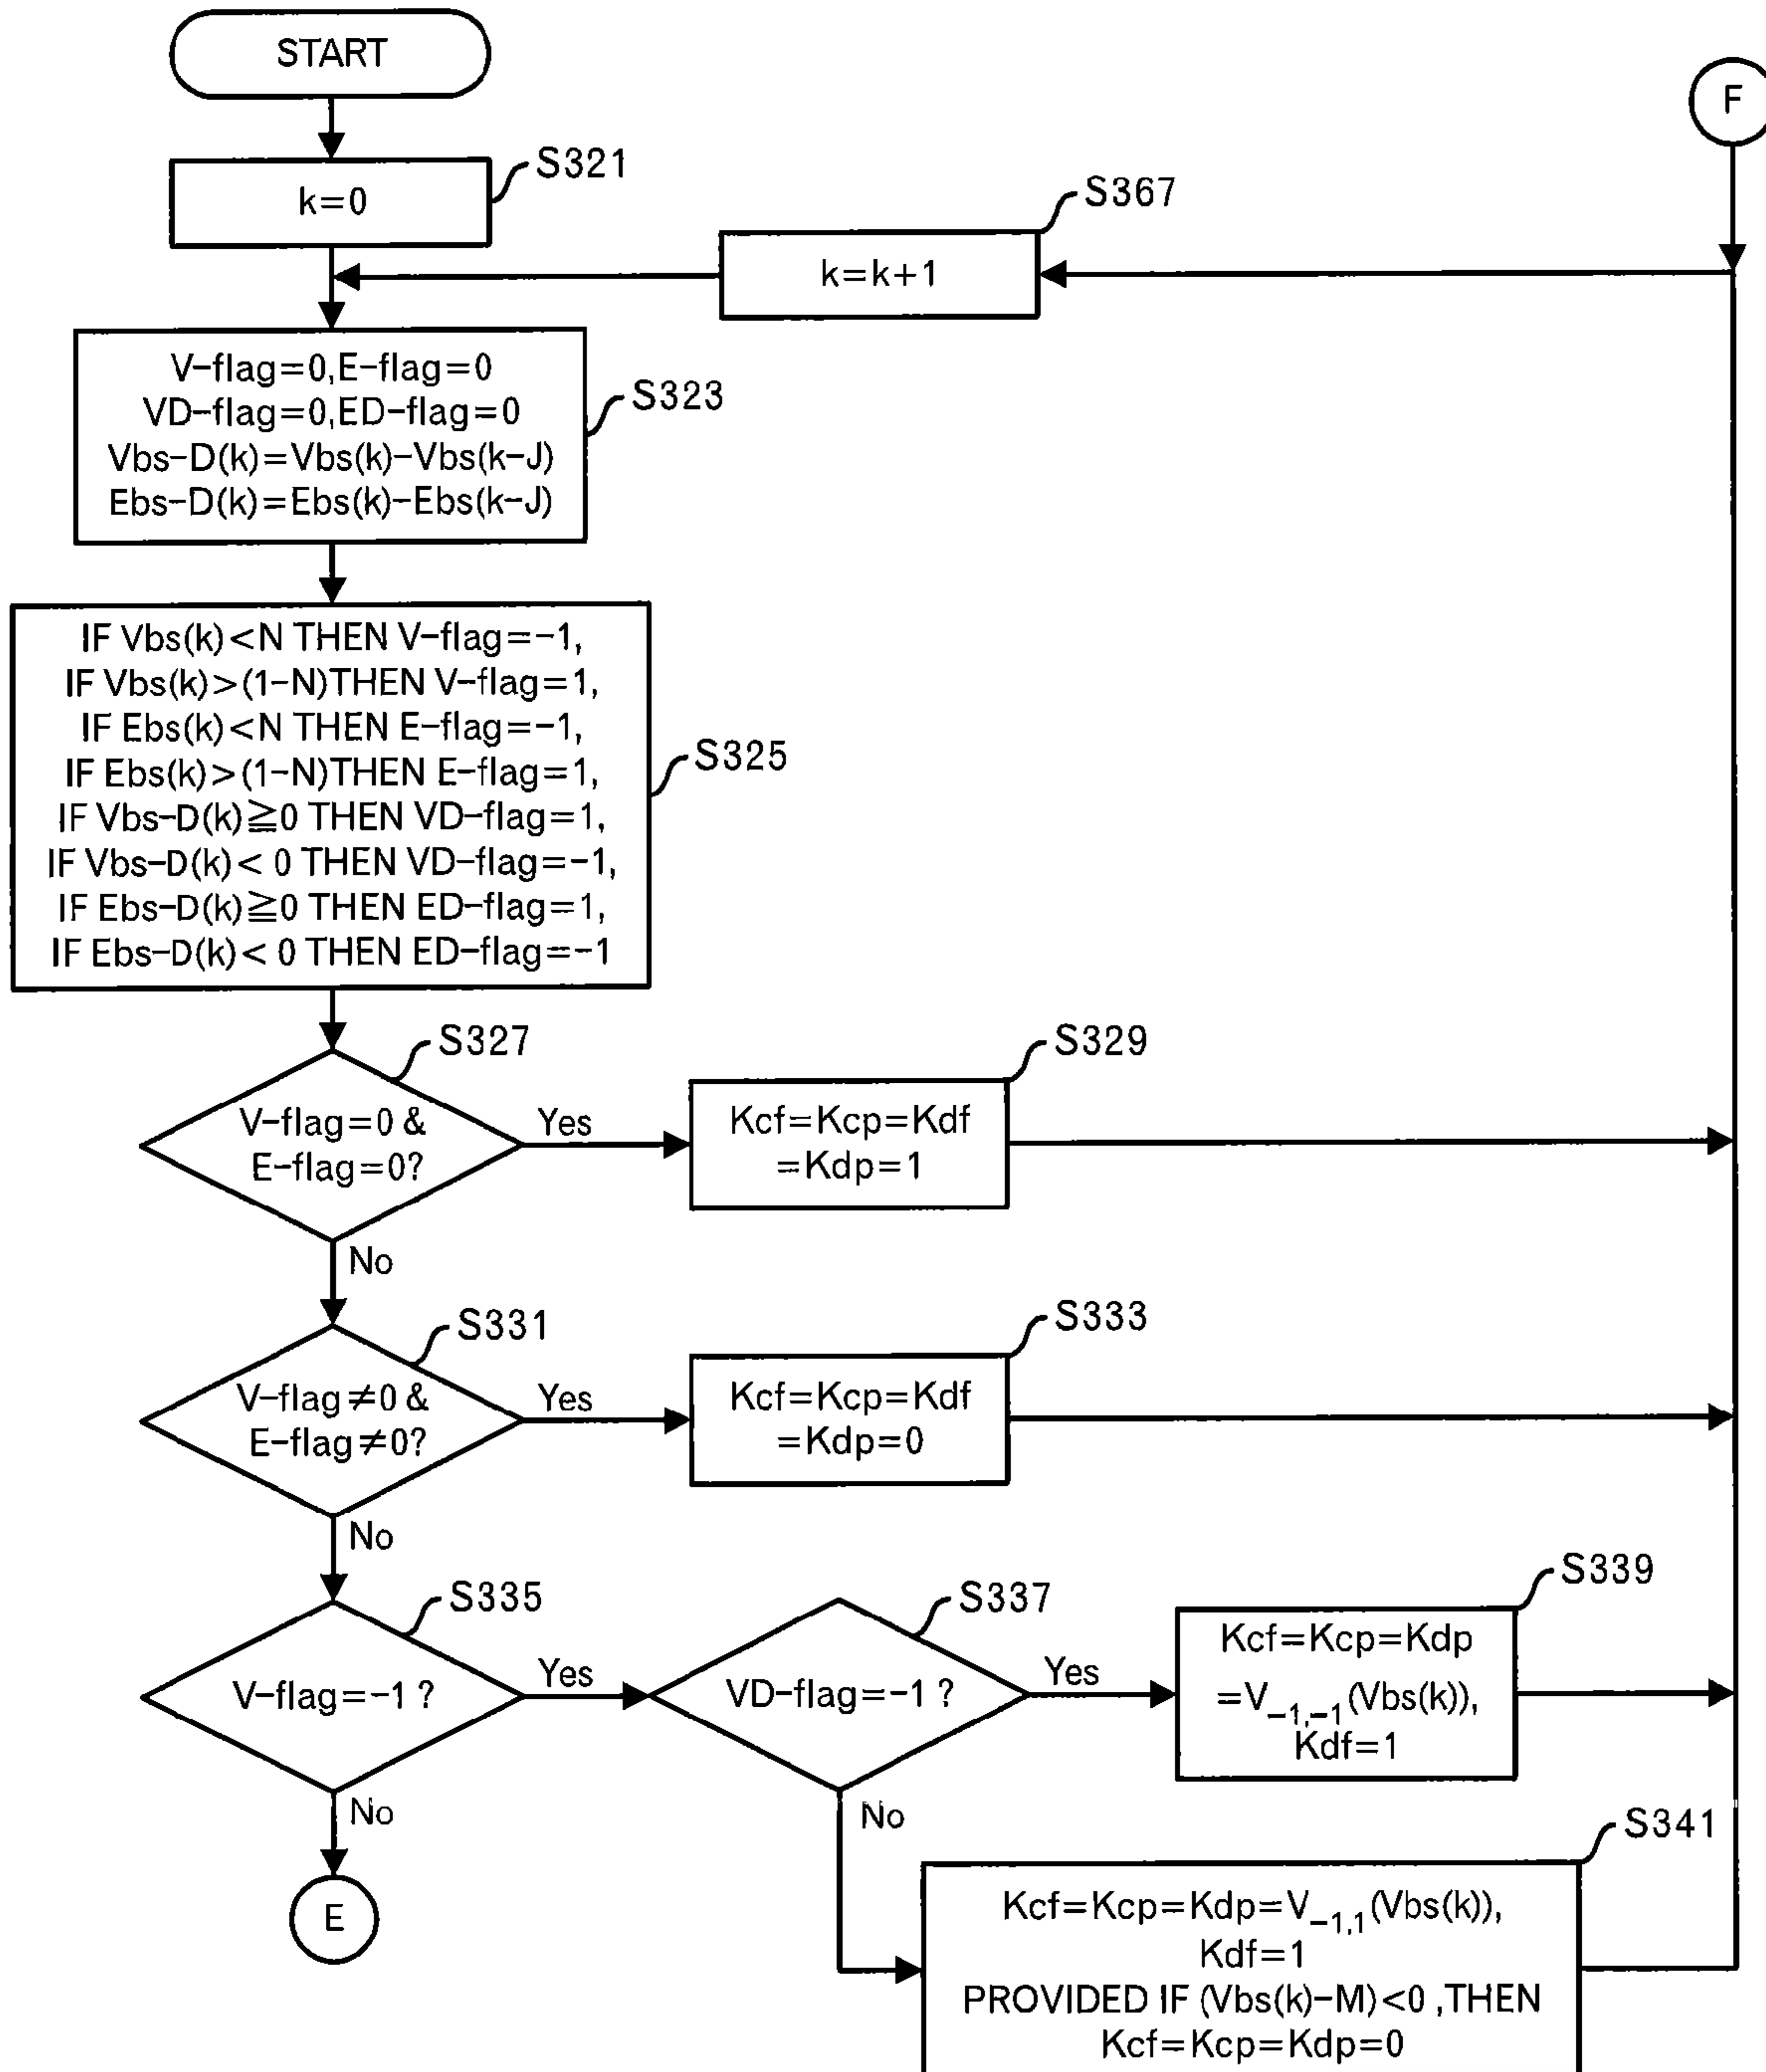 START
F
S321
k=0
S367
k=k+1
V-flag=0,E-flag=0
VD-flag=0,ED-flag=0
Vbs-D(k)=Vbs(k)-Vbs(k-J)
Ebs-D(k)=Ebs(k)-Ebs(k-J)
S323
IF Vbs(k)<N THEN V-flag=-1,
IF Vbs(k)>(1-N)THEN V-flag=1,
IF Ebs(k)<N THEN E-flag=-1,
IF Ebs(k)>(1-N)THEN E-flag=1,
IF Vbs-D(k)≧0 THEN VD-flag=1,
IF Vbs-D(k)< 0 THEN VD-flag=-1,
IF Ebs-D(k)≧0 THEN ED-flag=1,
IF Ebs-D(k)< 0 THEN ED-flag=-1
S325
S327
V-flag=0 &
E-flag=0?
Yes
No
S329
Kcf=Kcp=Kdf
=Kdp=1
S331
V-flag≠0 &
E-flag≠0?
Yes
No
S333
Kcf=Kcp=Kdf
=Kdp=0
S335
V-flag=-1 ?
Yes
No
S337
VD-flag=-1 ?
Yes
No
S339
Kcf=Kcp=Kdp
=V₋₁,₋₁(Vbs(k)),
Kdf=1
E
S341
Kcf=Kcp=Kdp=V₋₁,₁(Vbs(k)),
Kdf=1
PROVIDED IF (Vbs(k)-M)<0 ,THEN
Kcf=Kcp=Kdp=0